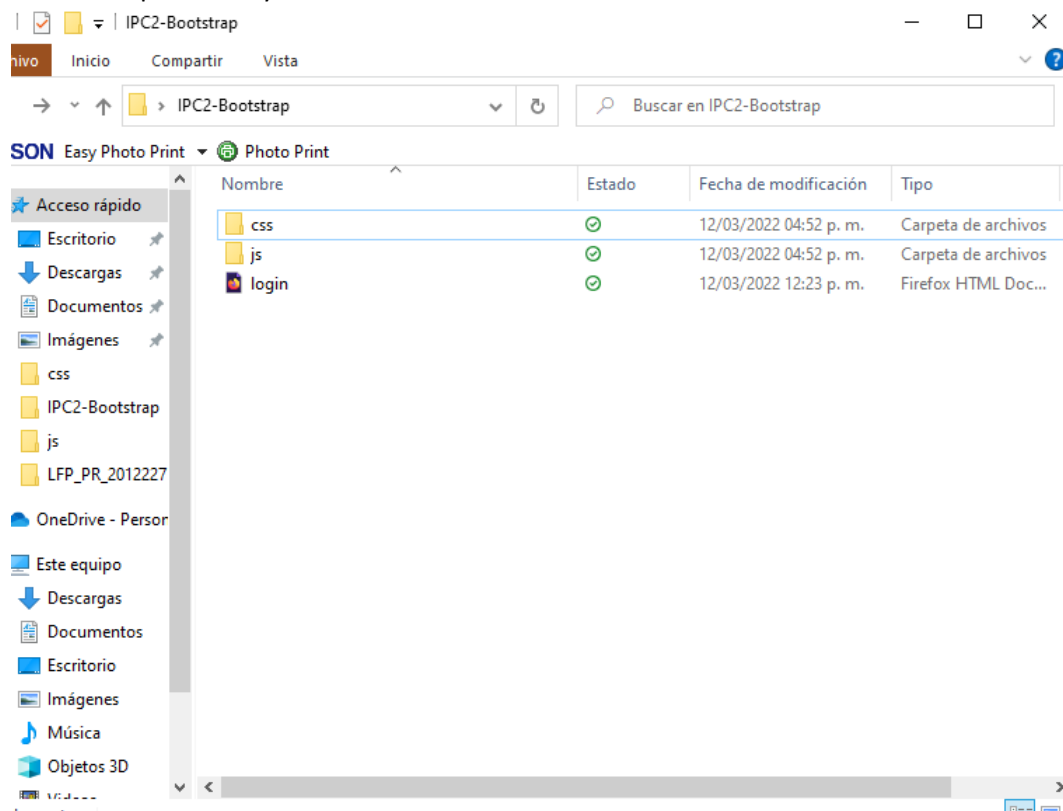 IPC2-Bootstrap
hivo Inicio Compartir Vista
IPC2-Bootstrap
Buscar en IPC2-Bootstrap
SON Easy Photo Print Photo Print
Nombre Estado Fecha de modificación Tipo
css 12/03/2022 04:52 p. m. Carpeta de archivos
js 12/03/2022 04:52 p. m. Carpeta de archivos
login 12/03/2022 12:23 p. m. Firefox HTML Doc...
Acceso rápido
Escritorio
Descargas
Documentos
Imágenes
css
IPC2-Bootstrap
js
LFP_PR_2012227
OneDrive - Person
Este equipo
Descargas
Documentos
Escritorio
Imágenes
Música
Objetos 3D